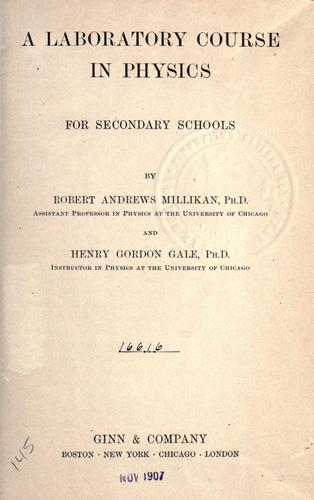 A LABORATORY COURSE
IN PHYSICS
FOR SECONDARY SCHOOLS
BY
ROBERT ANDREWS MILLIKAN, PH.D.
ASSISTANT PROFESSOR IN PHYSICS AT THE UNIVERSITY OF CHICAGO
AND
HENRY GORDON GALE, PH.D.
INSTRUCTOR IN PHYSICS AT THE UNIVERSITY OF CHICAGO
16616
145
GINN & COMPANY
BOSTON · NEW YORK · CHICAGO · LONDON
NOV 1907